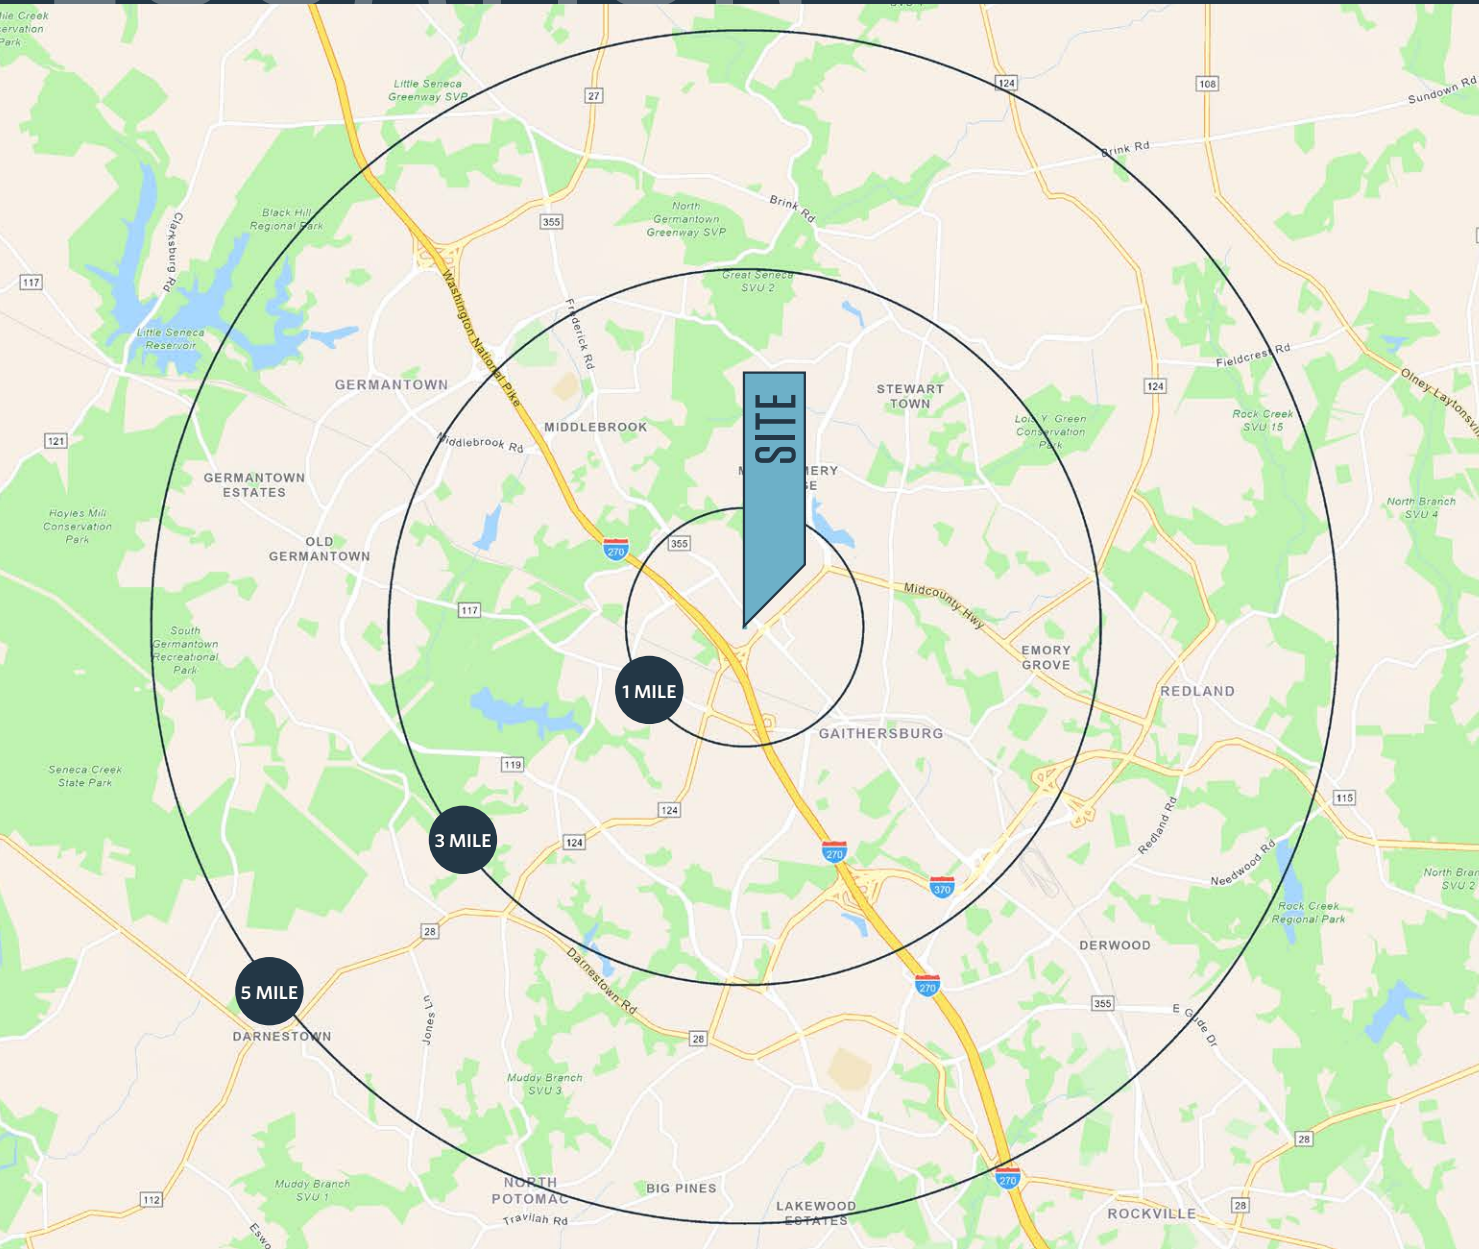 Little Seneca
Greenway SVP
27
124
108
Sundown Rd
Brink Rd
Black Hill
Regional Park
355
North
Germantown
Greenway SVP
Brink Rd
Clarksburg Rd
117
Great Seneca
SVU 2
Washington National Pike
Frederick Rd
Little Seneca
Reservoir
Fieldcrest Rd
GERMANTOWN
SITE
STEWART
TOWN
124
Olney-Laytonsv
Rock Creek
SVU 15
Lois Y. Green
Conservation
Park
MIDDLEBROOK
Middlebrook Rd
121
GERMANTOWN
ESTATES
M
MERY
GE
North Branch
SVU 4
Hoyles Mill
Conservation
Park
OLD
GERMANTOWN
355
270
Midcounty Hwy
117
South
Germantown
Recreational
Park
EMORY
GROVE
1 MILE
REDLAND
GAITHERSBURG
119
Seneca Creek
State Park
124
115
3 MILE
124
270
Redland Rd
Needwood Rd
370
North Bran
SVU 2
Rock Creek
Regional Park
28
DERWOOD
Darnestown Rd
5 MILE
270
355
E Gude Dr
Jones Ln
DARNESTOWN
28
Muddy Branch
SVU 3
28
Muddy Branch
SVU 1
NORTH
POTOMAC
BIG PINES
270
112
LAKEWOOD
ESTATES
28
ROCKVILLE
Travilah Rd